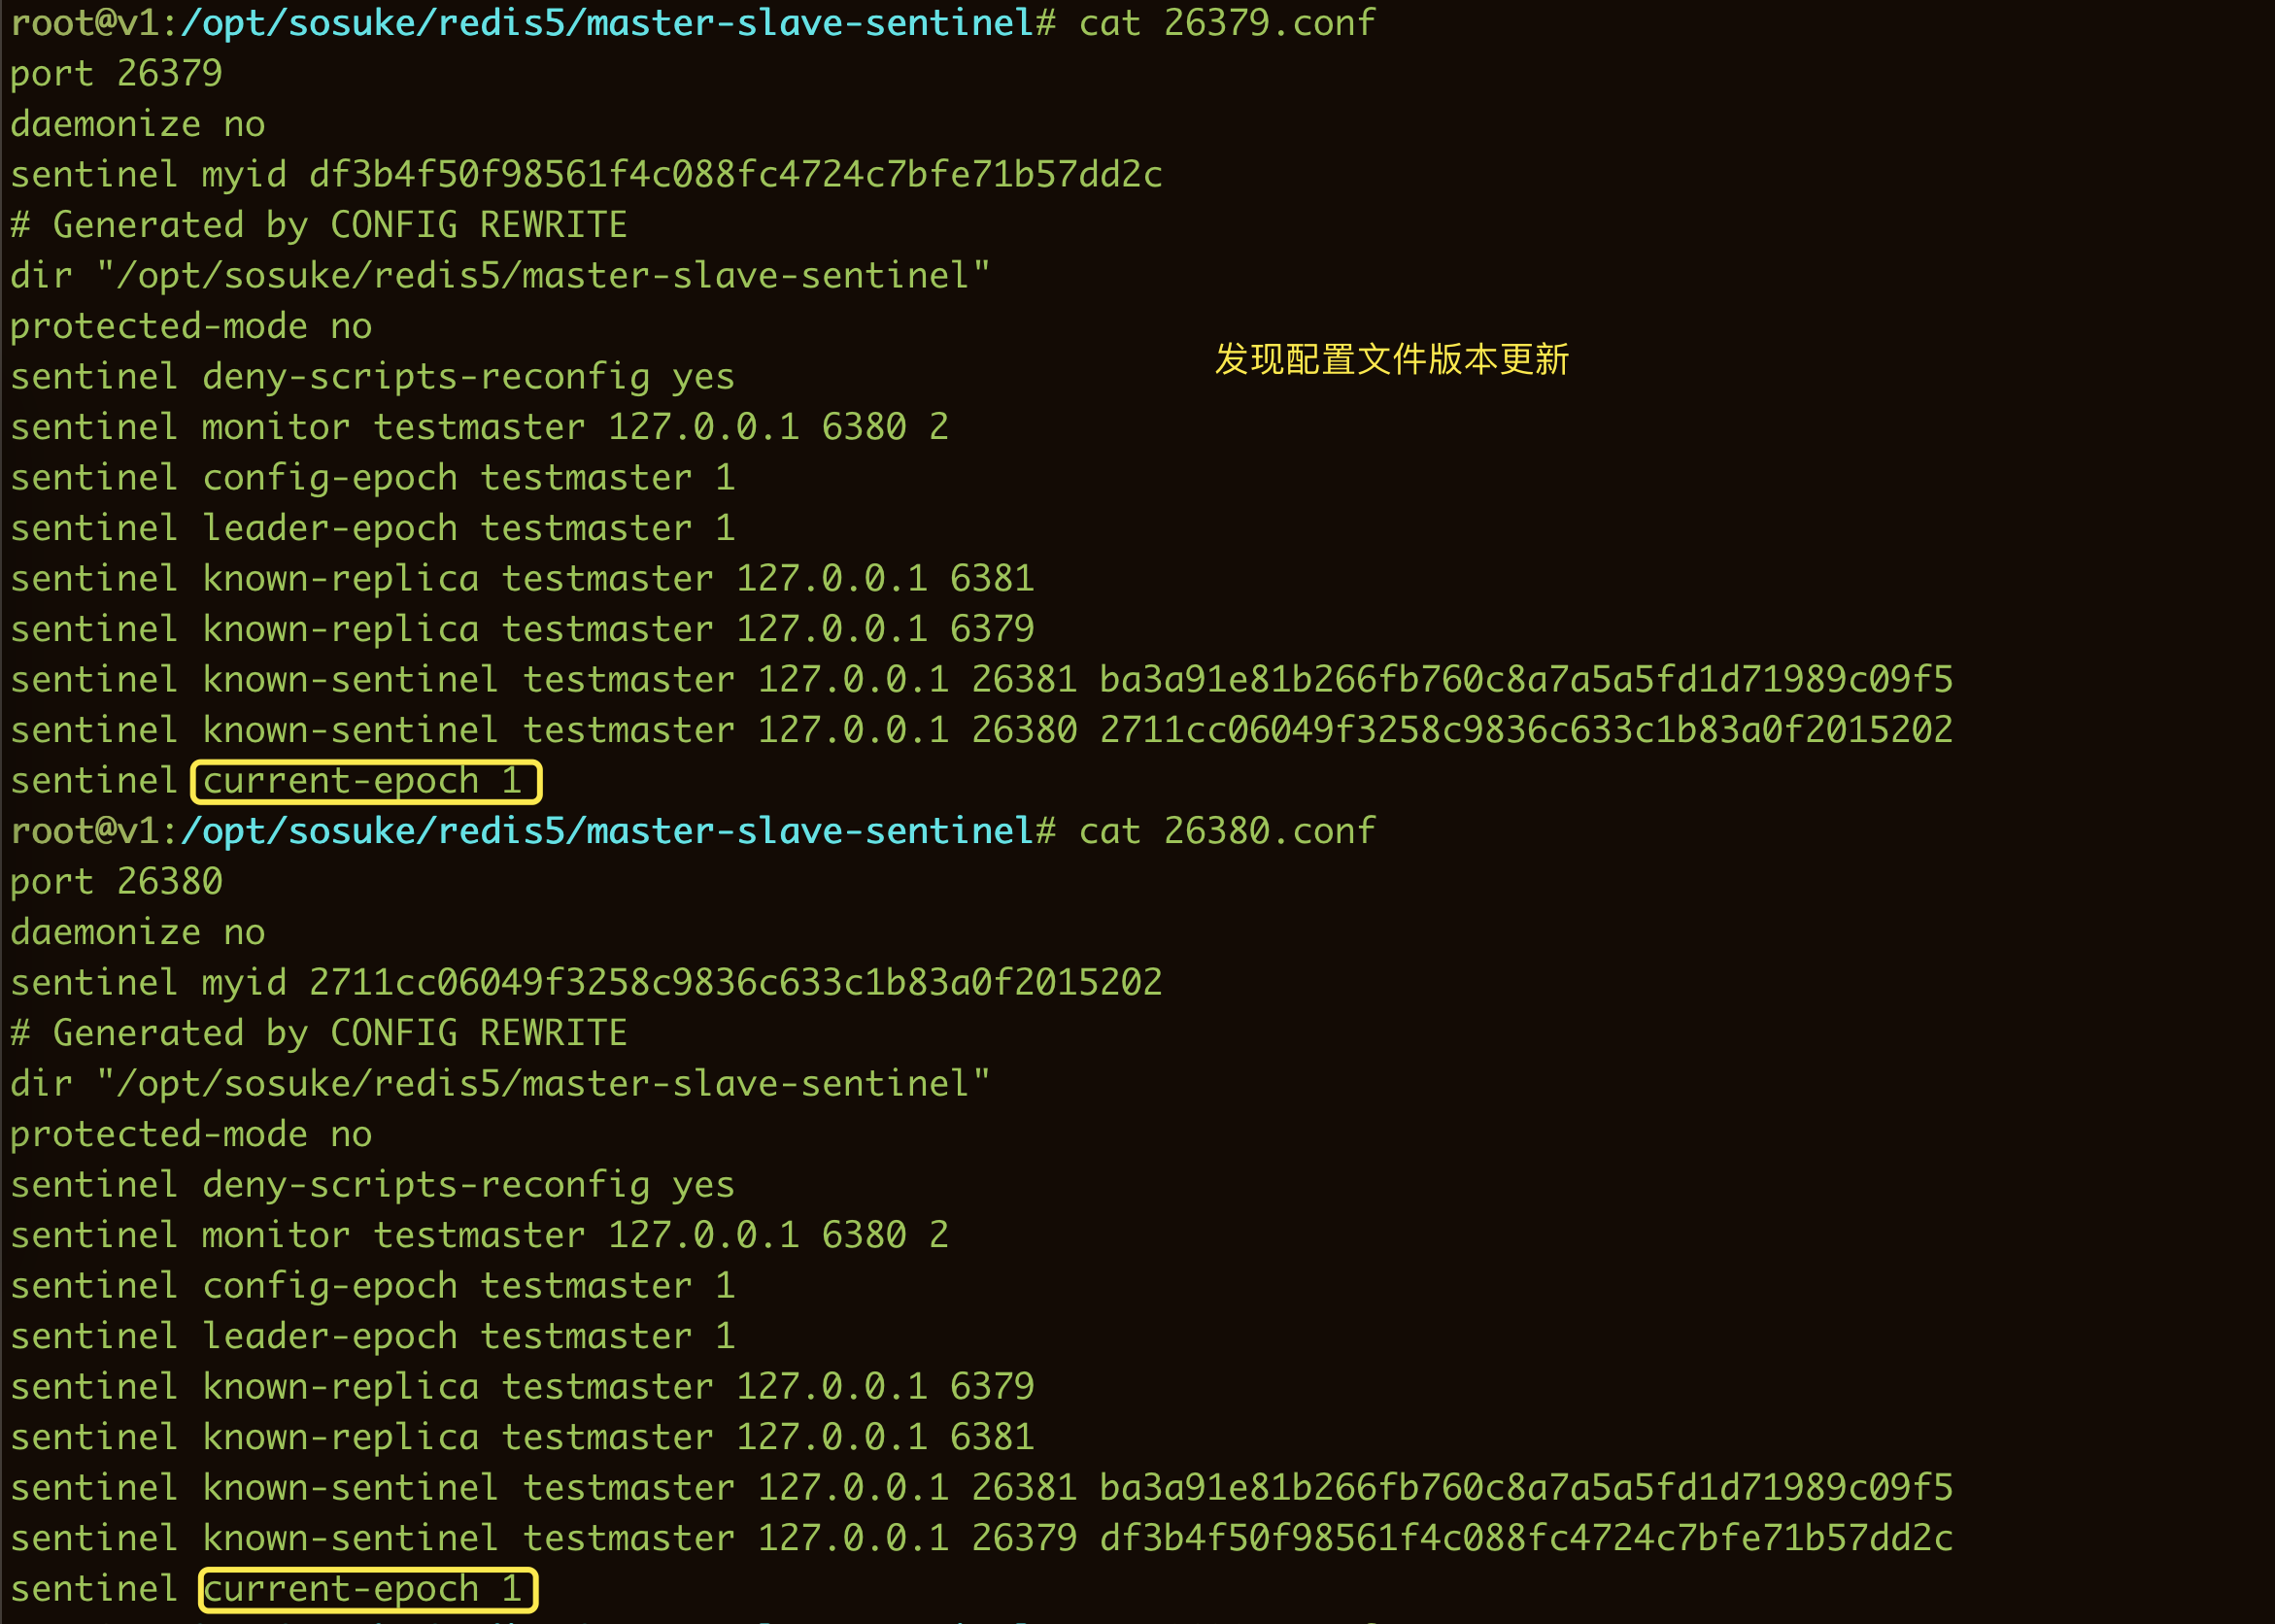 root@v1:/opt/sosuke/redis5/master-slave-sentinel# cat 26379.conf
port 26379
daemonize no
sentinel myid df3b4f50f98561f4c088fc4724c7bfe71b57dd2c
# Generated by CONFIG REWRITE
dir "/opt/sosuke/redis5/master-slave-sentinel"
protected-mode no
发现配置文件版本更新
sentinel deny-scripts-reconfig yes
sentinel monitor testmaster 127.0.0.1 6380 2
sentinel config-epoch testmaster 1
sentinel leader-epoch testmaster 1
sentinel known-replica testmaster 127.0.0.1 6381
sentinel known-replica testmaster 127.0.0.1 6379
sentinel known-sentinel testmaster 127.0.0.1 26381 ba3a91e81b266fb760c8a7a5a5fd1d71989c09f5
sentinel known-sentinel testmaster 127.0.0.1 26380 2711cc06049f3258c9836c633c1b83a0f2015202
sentinel current-epoch 1
root@v1:/opt/sosuke/redis5/master-slave-sentinel# cat 26380.conf
port 26380
daemonize no
sentinel myid 2711cc06049f3258c9836c633c1b83a0f2015202
# Generated by CONFIG REWRITE
dir "/opt/sosuke/redis5/master-slave-sentinel"
protected-mode no
sentinel deny-scripts-reconfig yes
sentinel monitor testmaster 127.0.0.1 6380 2
sentinel config-epoch testmaster 1
sentinel leader-epoch testmaster 1
sentinel known-replica testmaster 127.0.0.1 6379
sentinel known-replica testmaster 127.0.0.1 6381
sentinel known-sentinel testmaster 127.0.0.1 26381 ba3a91e81b266fb760c8a7a5a5fd1d71989c09f5
sentinel known-sentinel testmaster 127.0.0.1 26379 df3b4f50f98561f4c088fc4724c7bfe71b57dd2c
sentinel current-epoch 1